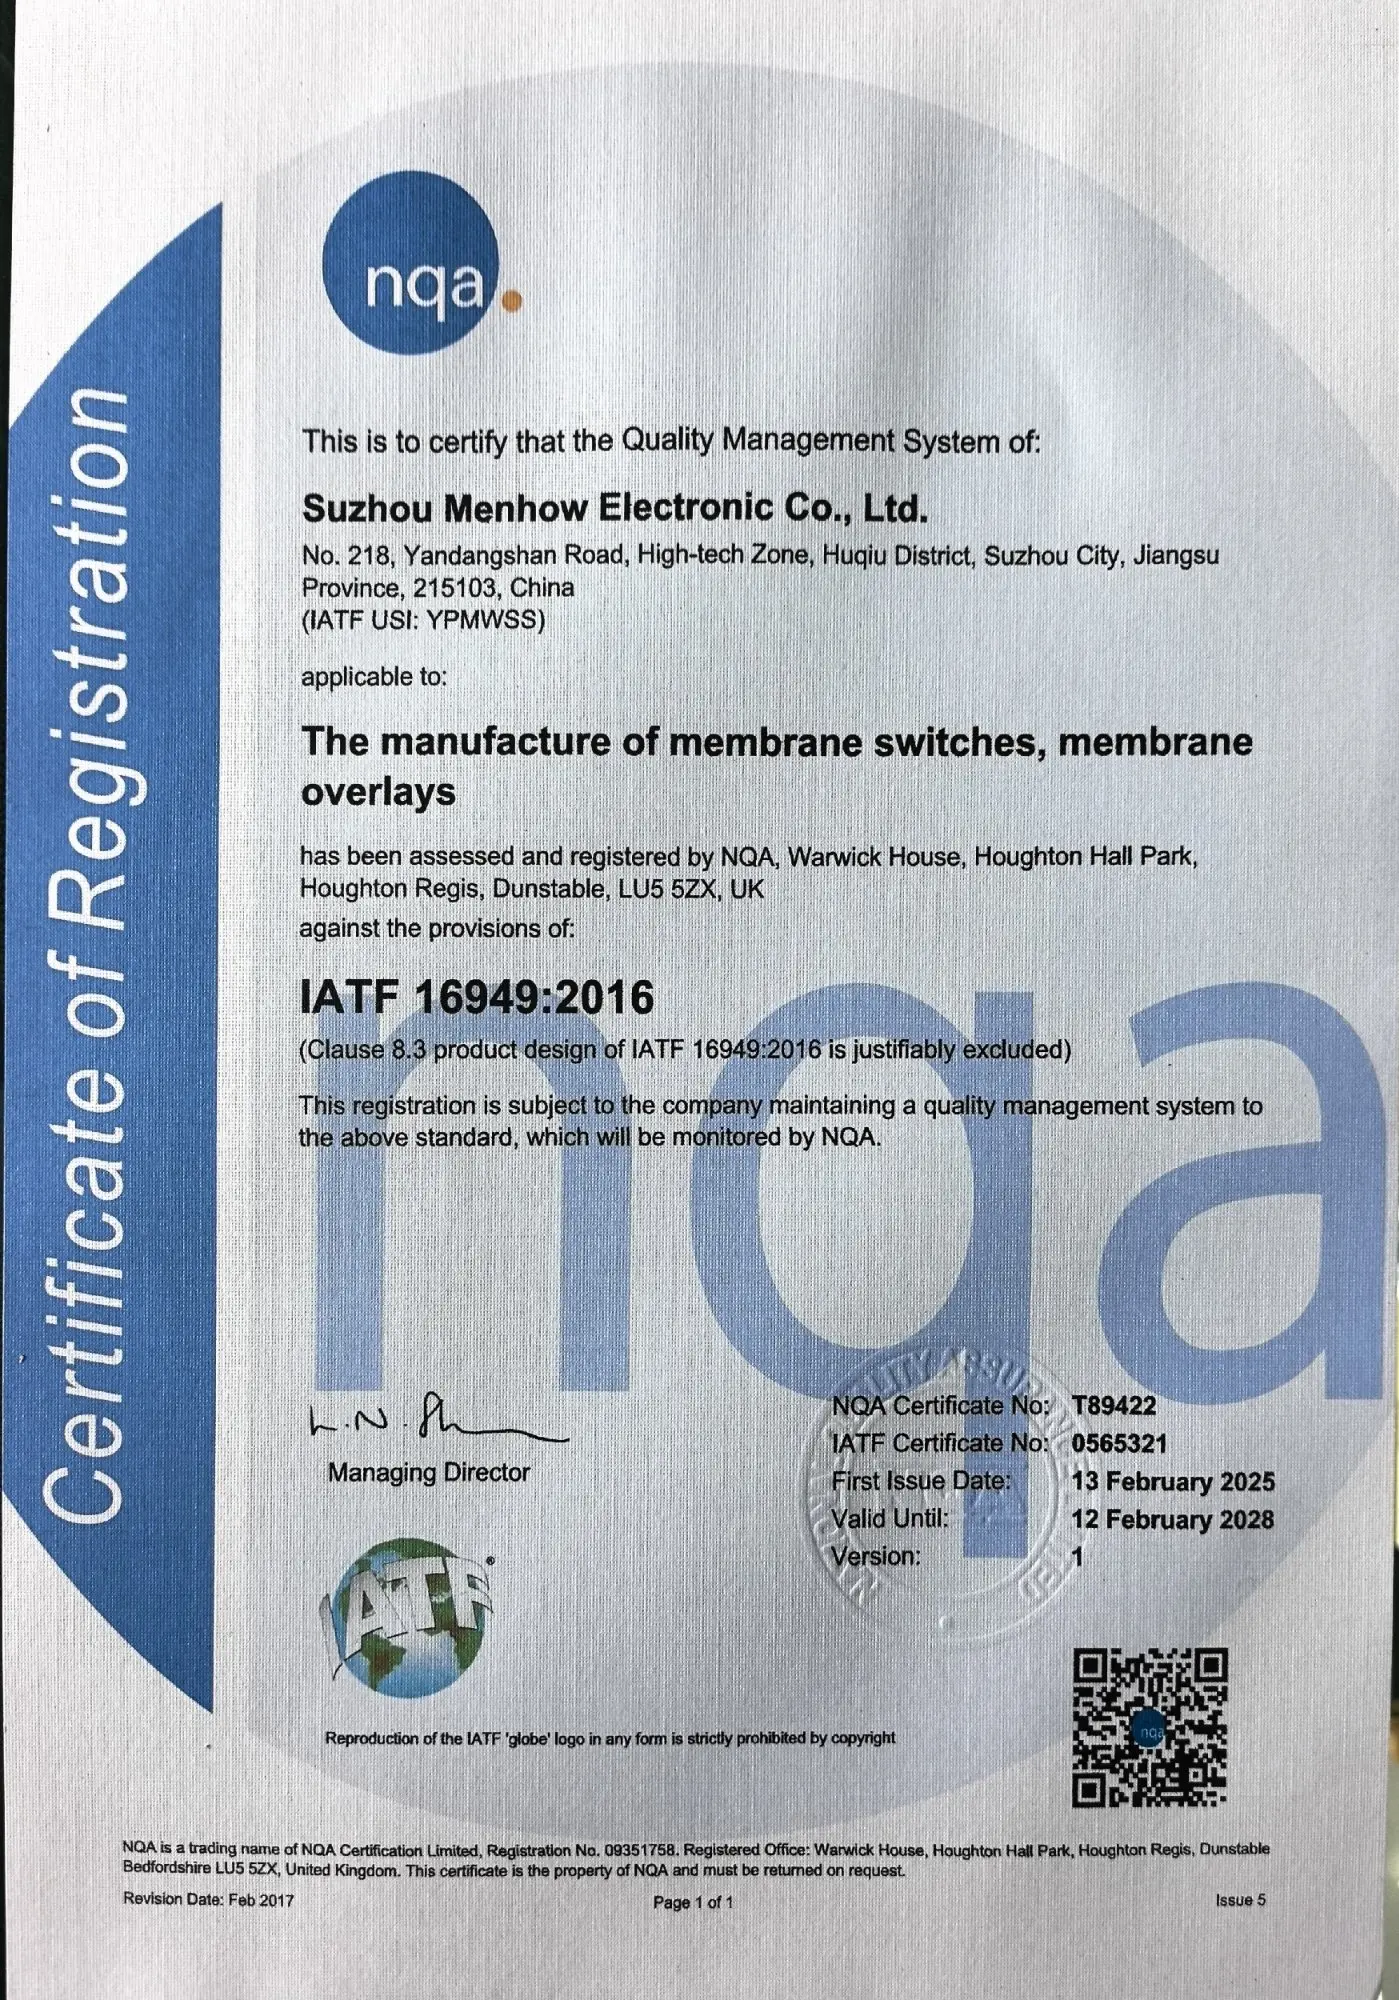 Certificate of Registration
nqa.
This is to certify that the Quality Management System of:
Suzhou Menhow Electronic Co., Ltd.
No. 218, Yandangshan Road, High-tech Zone, Huqiu District, Suzhou City, Jiangsu
Province, 215103, China
(IATF USI: YPMWSS)
applicable to:
The manufacture of membrane switches, membrane
overlays
has been assessed and registered by NQA, Warwick House, Houghton Hall Park,
Houghton Regis, Dunstable, LU5 5ZX, UK
against the provisions of:
IATF 16949:2016
(Clause 8.3 product design of IATF 16949:2016 is justifiably excluded)
This registration is subject to the company maintaining a quality management system to
the above standard, which will be monitored by NQA.
nqa
Managing Director
NQA Certificate No: T89422
IATF Certificate No: 0565321
First Issue Date: 13 February 2025
Valid Until: 12 February 2028
Version: 1
IATF®
nqa
Reproduction of the IATF 'globe' logo in any form is strictly prohibited by copyright
NQA is a trading name of NQA Certification Limited, Registration No. 09351758. Registered Office: Warwick House, Houghton Hall Park, Houghton Regis, Dunstable
Bedfordshire LU5 5ZX, United Kingdom. This certificate is the property of NQA and must be returned on request.
Revision Date: Feb 2017 Page 1 of 1 Issue 5